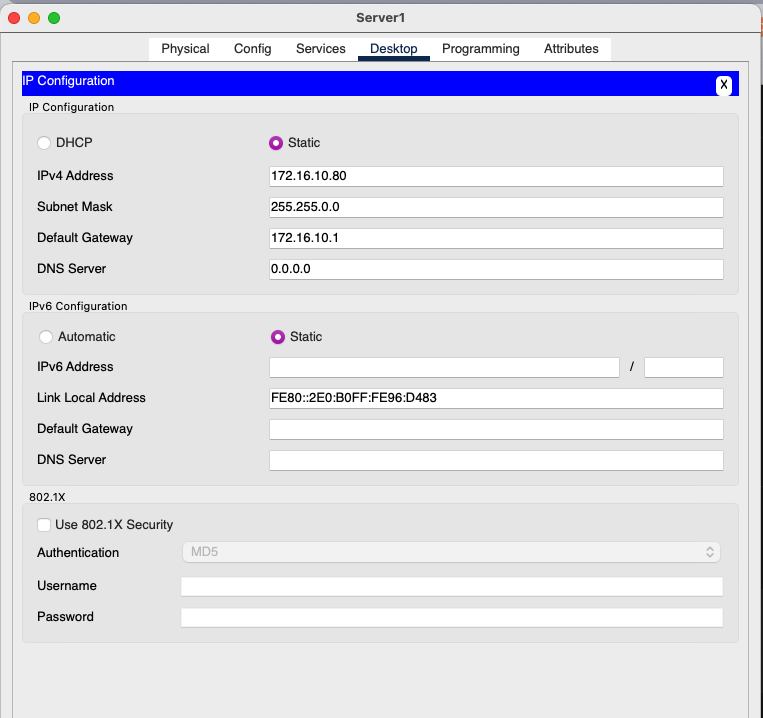 Server1
Physical Config Services Desktop Programming Attributes
IP Configuration
X
IP Configuration
DHCP Static
IPv4 Address 172.16.10.80
Subnet Mask 255.255.0.0
Default Gateway 172.16.10.1
DNS Server 0.0.0.0
IPv6 Configuration
Automatic Static
IPv6 Address /
Link Local Address FE80::2E0:B0FF:FE96:D483
Default Gateway
DNS Server
802.1X
Use 802.1X Security
Authentication MD5
Username
Password